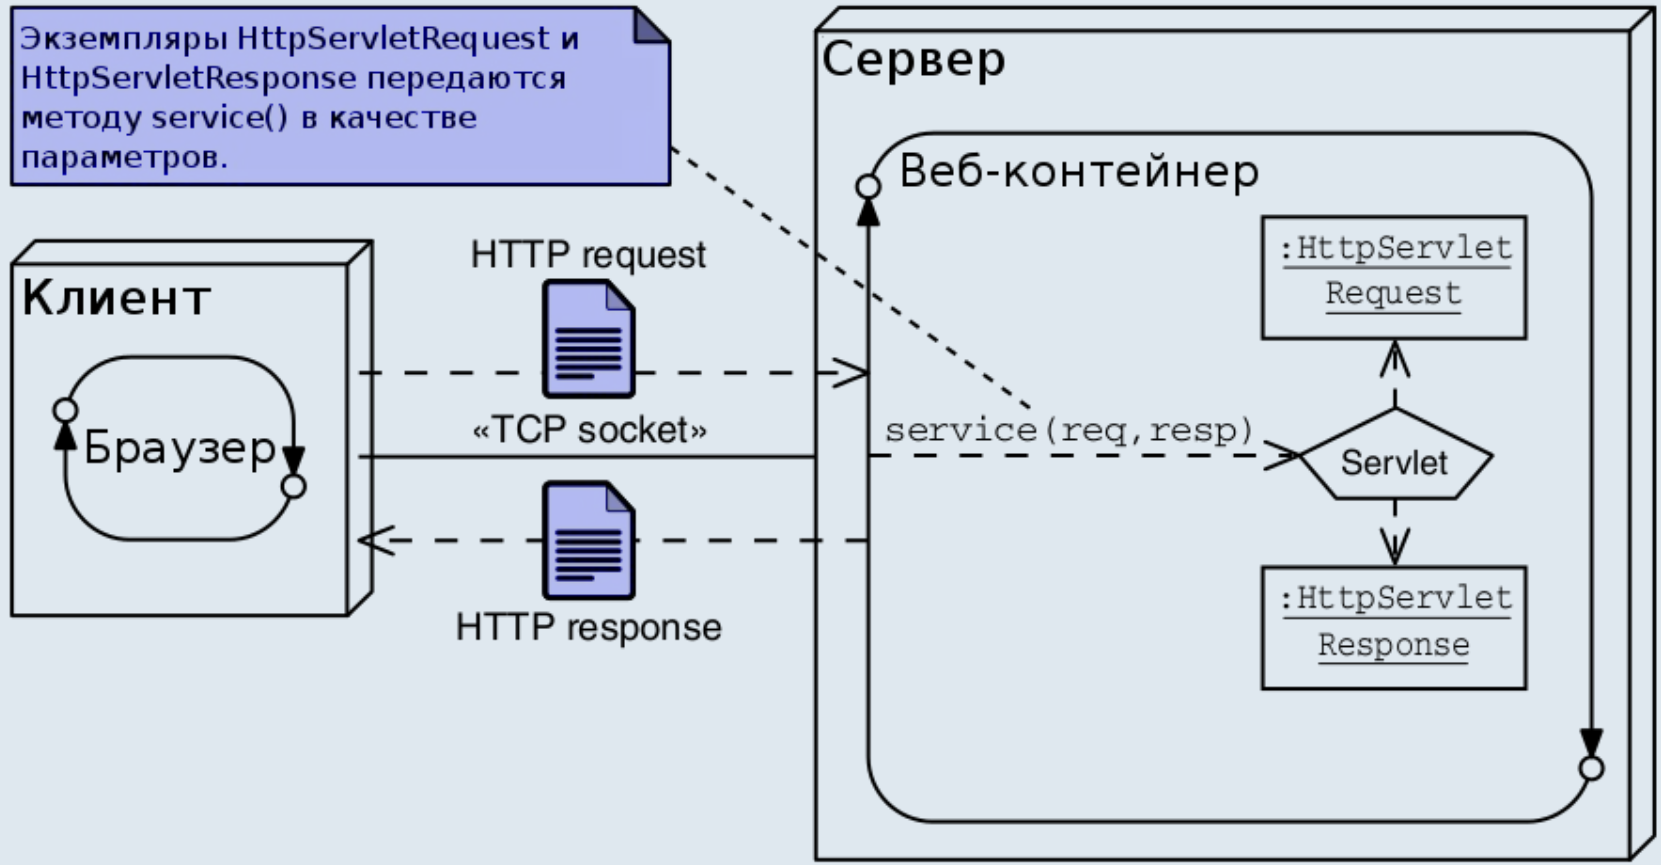 Экземпляры HttpServletRequest и
HttpServletResponse передаются
методу service() в качестве
параметров.
Сервер
Веб-контейнер
:HttpServlet
Request
HTTP request
Клиент
Браузер
«TCP socket»
service(req,resp)
Servlet
HTTP response
:HttpServlet
Response